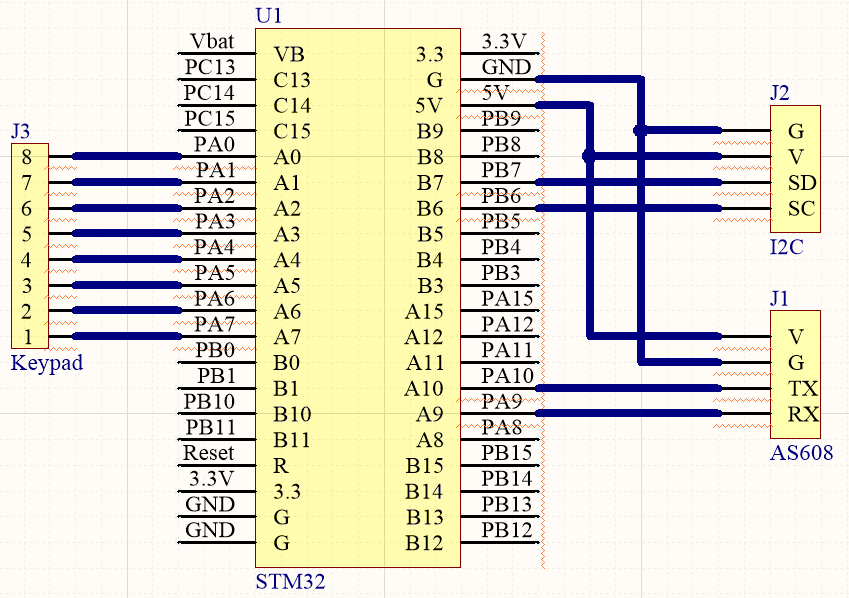 U1
Vbat VB 3.3 3.3V
PC13 C13 G GND
PC14 C14 5V 5V
PC15 C15 B9 PB9
PA0 A0 B8 PB8
PA1 A1 B7 PB7
PA2 A2 B6 PB6
PA3 A3 B5 PB5
PA4 A4 B4 PB4
PA5 A5 B3 PB3
PA6 A6 A15 PA15
PA7 A7 A12 PA12
PB0 B0 A11 PA11
PB1 B1 A10 PA10
PB10 B10 A9 PA9
PB11 B11 A8 PA8
Reset R B15 PB15
3.3V 3.3 B14 PB14
GND G B13 PB13
GND G B12 PB12
STM32
J3
8
7
6
5
4
3
2
1
Keypad
J2
G
V
SD
SC
I2C
J1
V
G
TX
RX
AS608